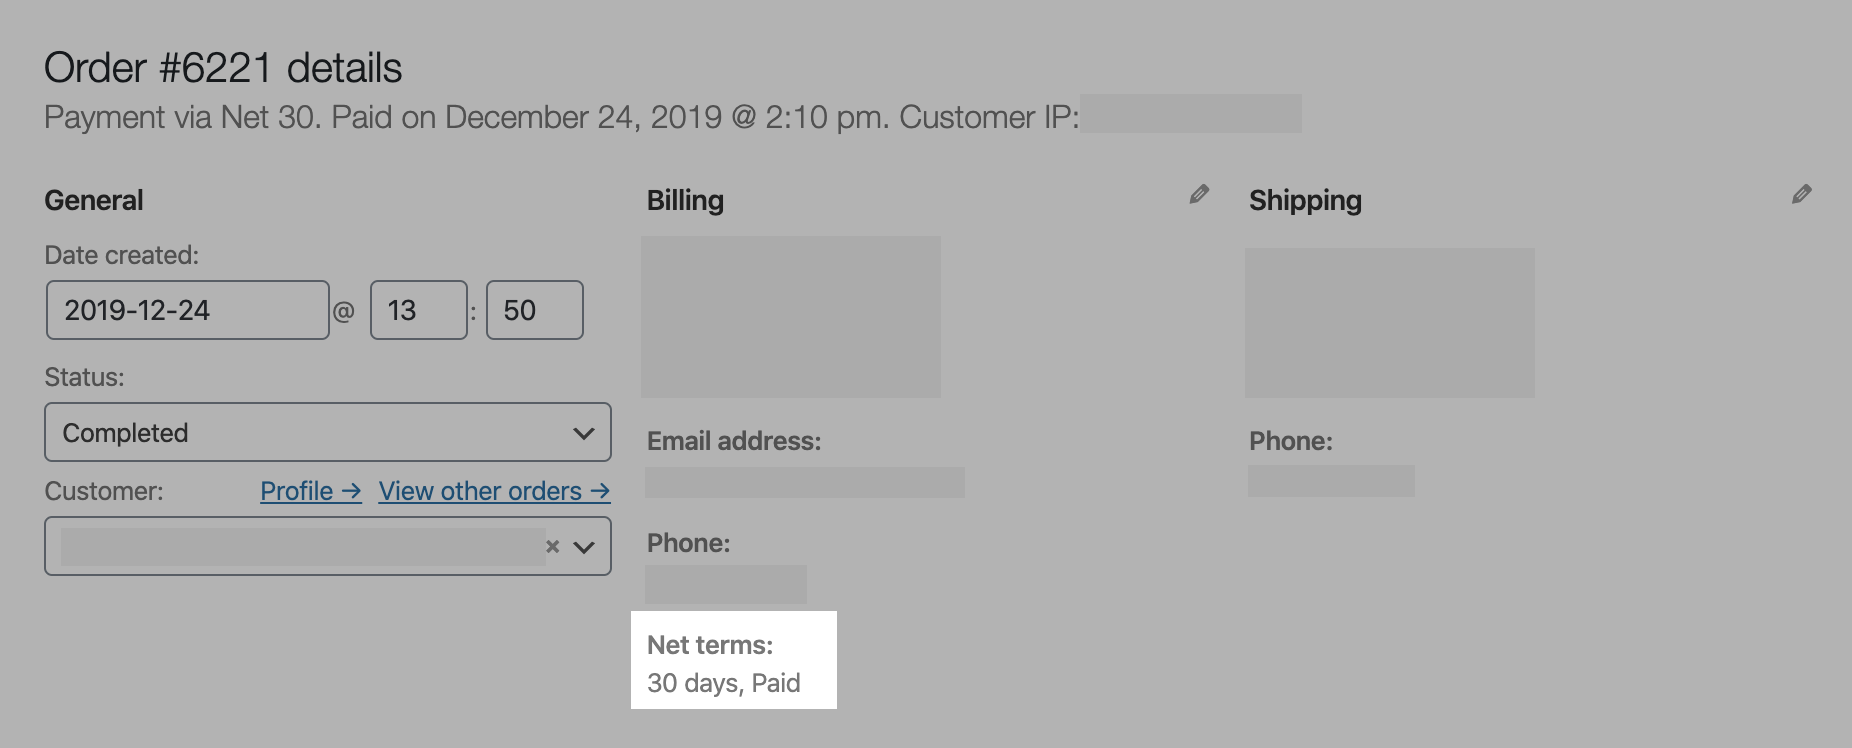 Order #6221 details
Payment via Net 30. Paid on December 24, 2019 @ 2:10 pm. Customer IP:
General
Date created:
2019-12-24 @ 13 : 50
Status:
Completed
Customer: Profile → View other orders →
×
Billing
Email address:
Phone:
Net terms:
30 days, Paid
Shipping
Phone: